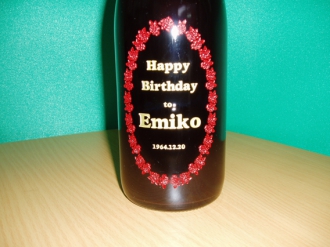 Happy
Birthday
to:
Emiko
1964.12.20